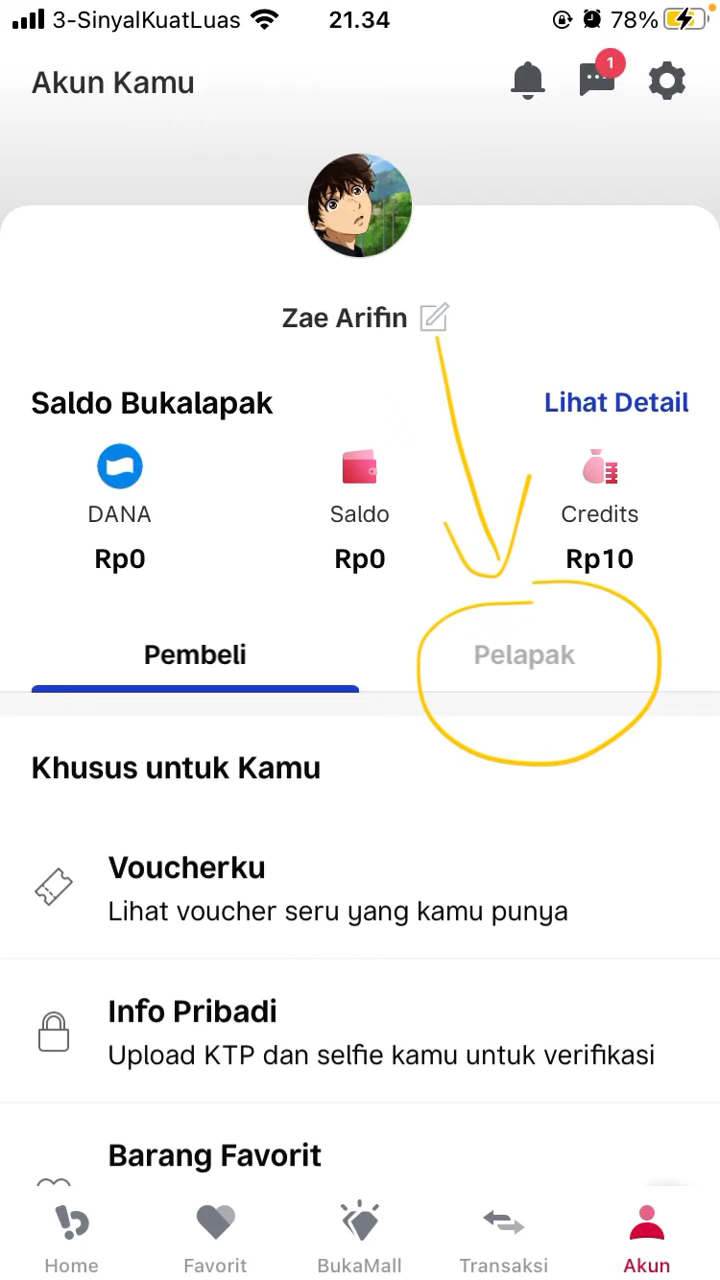 3-SinyalKuatLuas 21.34 78%
Akun Kamu 1
Zae Arifin
Saldo Bukalapak Lihat Detail
DANA Saldo Credits
Rp0 Rp0 Rp10
Pembeli Pelapak
Khusus untuk Kamu
Voucherku
Lihat voucher seru yang kamu punya
Info Pribadi
Upload KTP dan selfie kamu untuk verifikasi
Barang Favorit
Home Favorit BukaMall Transaksi Akun